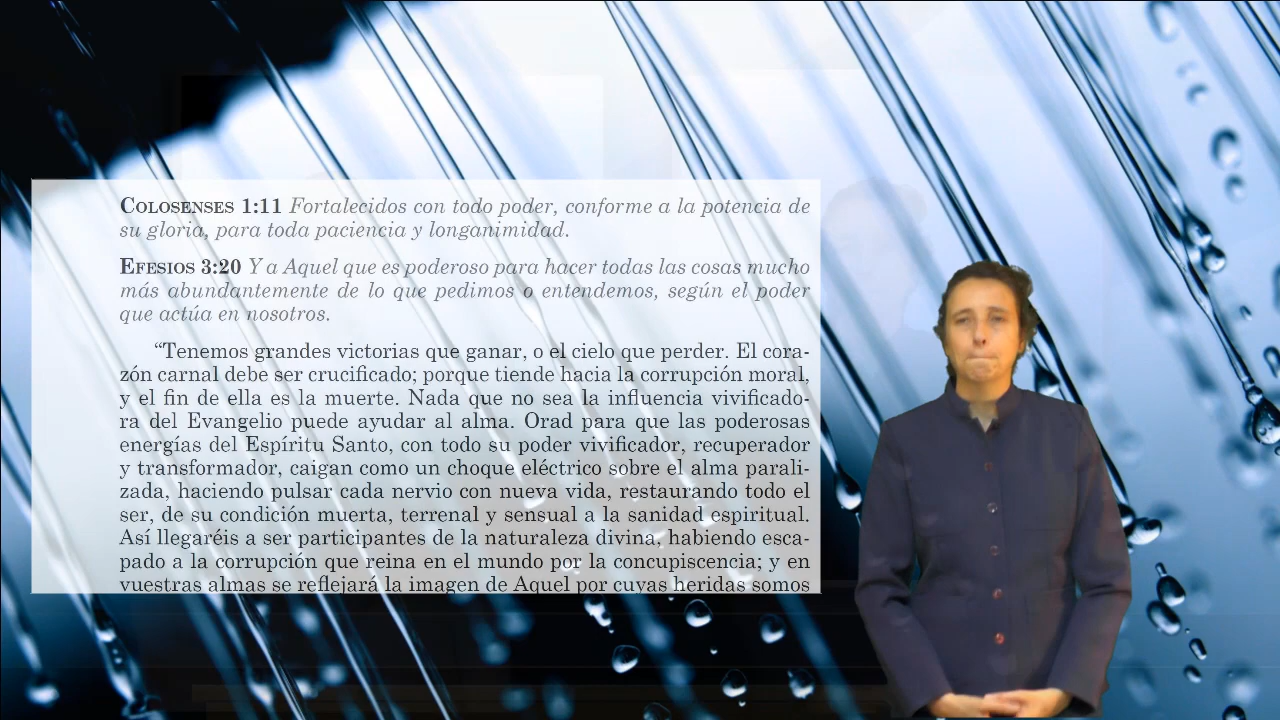 COLOSENSES 1:11 Fortalecidos con todo poder, conforme a la potencia de
su gloria, para toda paciencia y longanimidad.
EFESIOS 3:20 Y a Aquel que es poderoso para hacer todas las cosas mucho
más abundantemente de lo que pedimos o entendemos, según el poder
que actúa en nosotros.
“Tenemos grandes victorias que ganar, o el cielo que perder. El cora-
zón carnal debe ser crucificado; porque tiende hacia la corrupción moral,
y el fin de ella es la muerte. Nada que no sea la influencia vivificado-
ra del Evangelio puede ayudar al alma. Orad para que las poderosas
energías del Espíritu Santo, con todo su poder vivificador, recuperador
y transformador, caigan como un choque eléctrico sobre el alma parali-
zada, haciendo pulsar cada nervio con nueva vida, restaurando todo el
ser, de su condición muerta, terrenal y sensual a la sanidad espiritual.
Así llegaréis a ser participantes de la naturaleza divina, habiendo esca-
pado a la corrupción que reina en el mundo por la concupiscencia; y en
vuestras almas se reflejará la imagen de Aquel por cuyas heridas somos